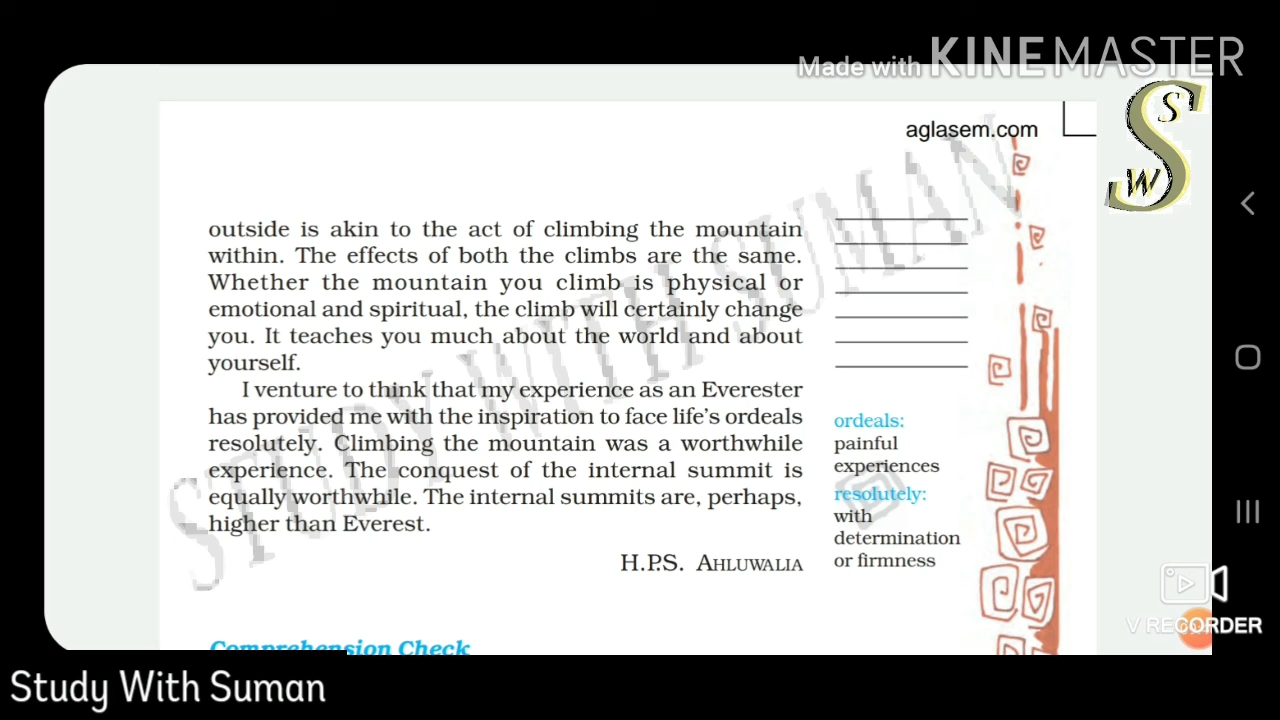 Made with KINEMASTER
aglasem.com
S
S
W
outside is akin to the act of climbing the mountain
within. The effects of both the climbs are the same.
Whether the mountain you climb is physical or
emotional and spiritual, the climb will certainly change
you. It teaches you much about the world and about
yourself.
I venture to think that my experience as an Everester
has provided me with the inspiration to face life's ordeals
resolutely. Climbing the mountain was a worthwhile
experience. The conquest of the internal summit is
equally worthwhile. The internal summits are, perhaps,
higher than Everest.
H.P.S. AHLUWALIA
ordeals:
painful
experiences
resolutely:
with
determination
or firmness
STUDY WITH SUMAN
Comprehension Check
V RECORDER
Study With Suman